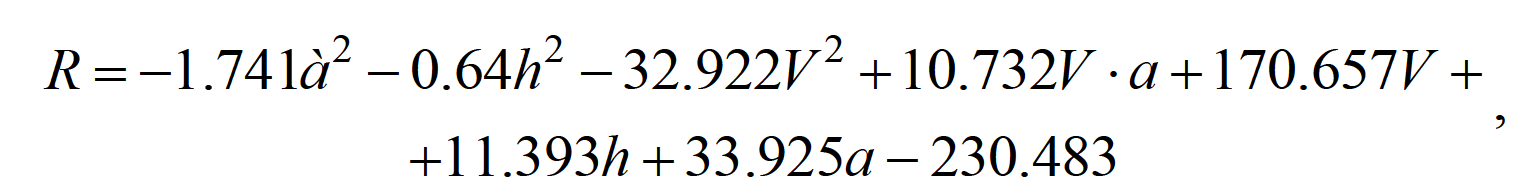 R = −1.741à² − 0.64h² − 32.922V² + 10.732V · a + 170.657V +
+11.393h + 33.925a − 230.483 ,